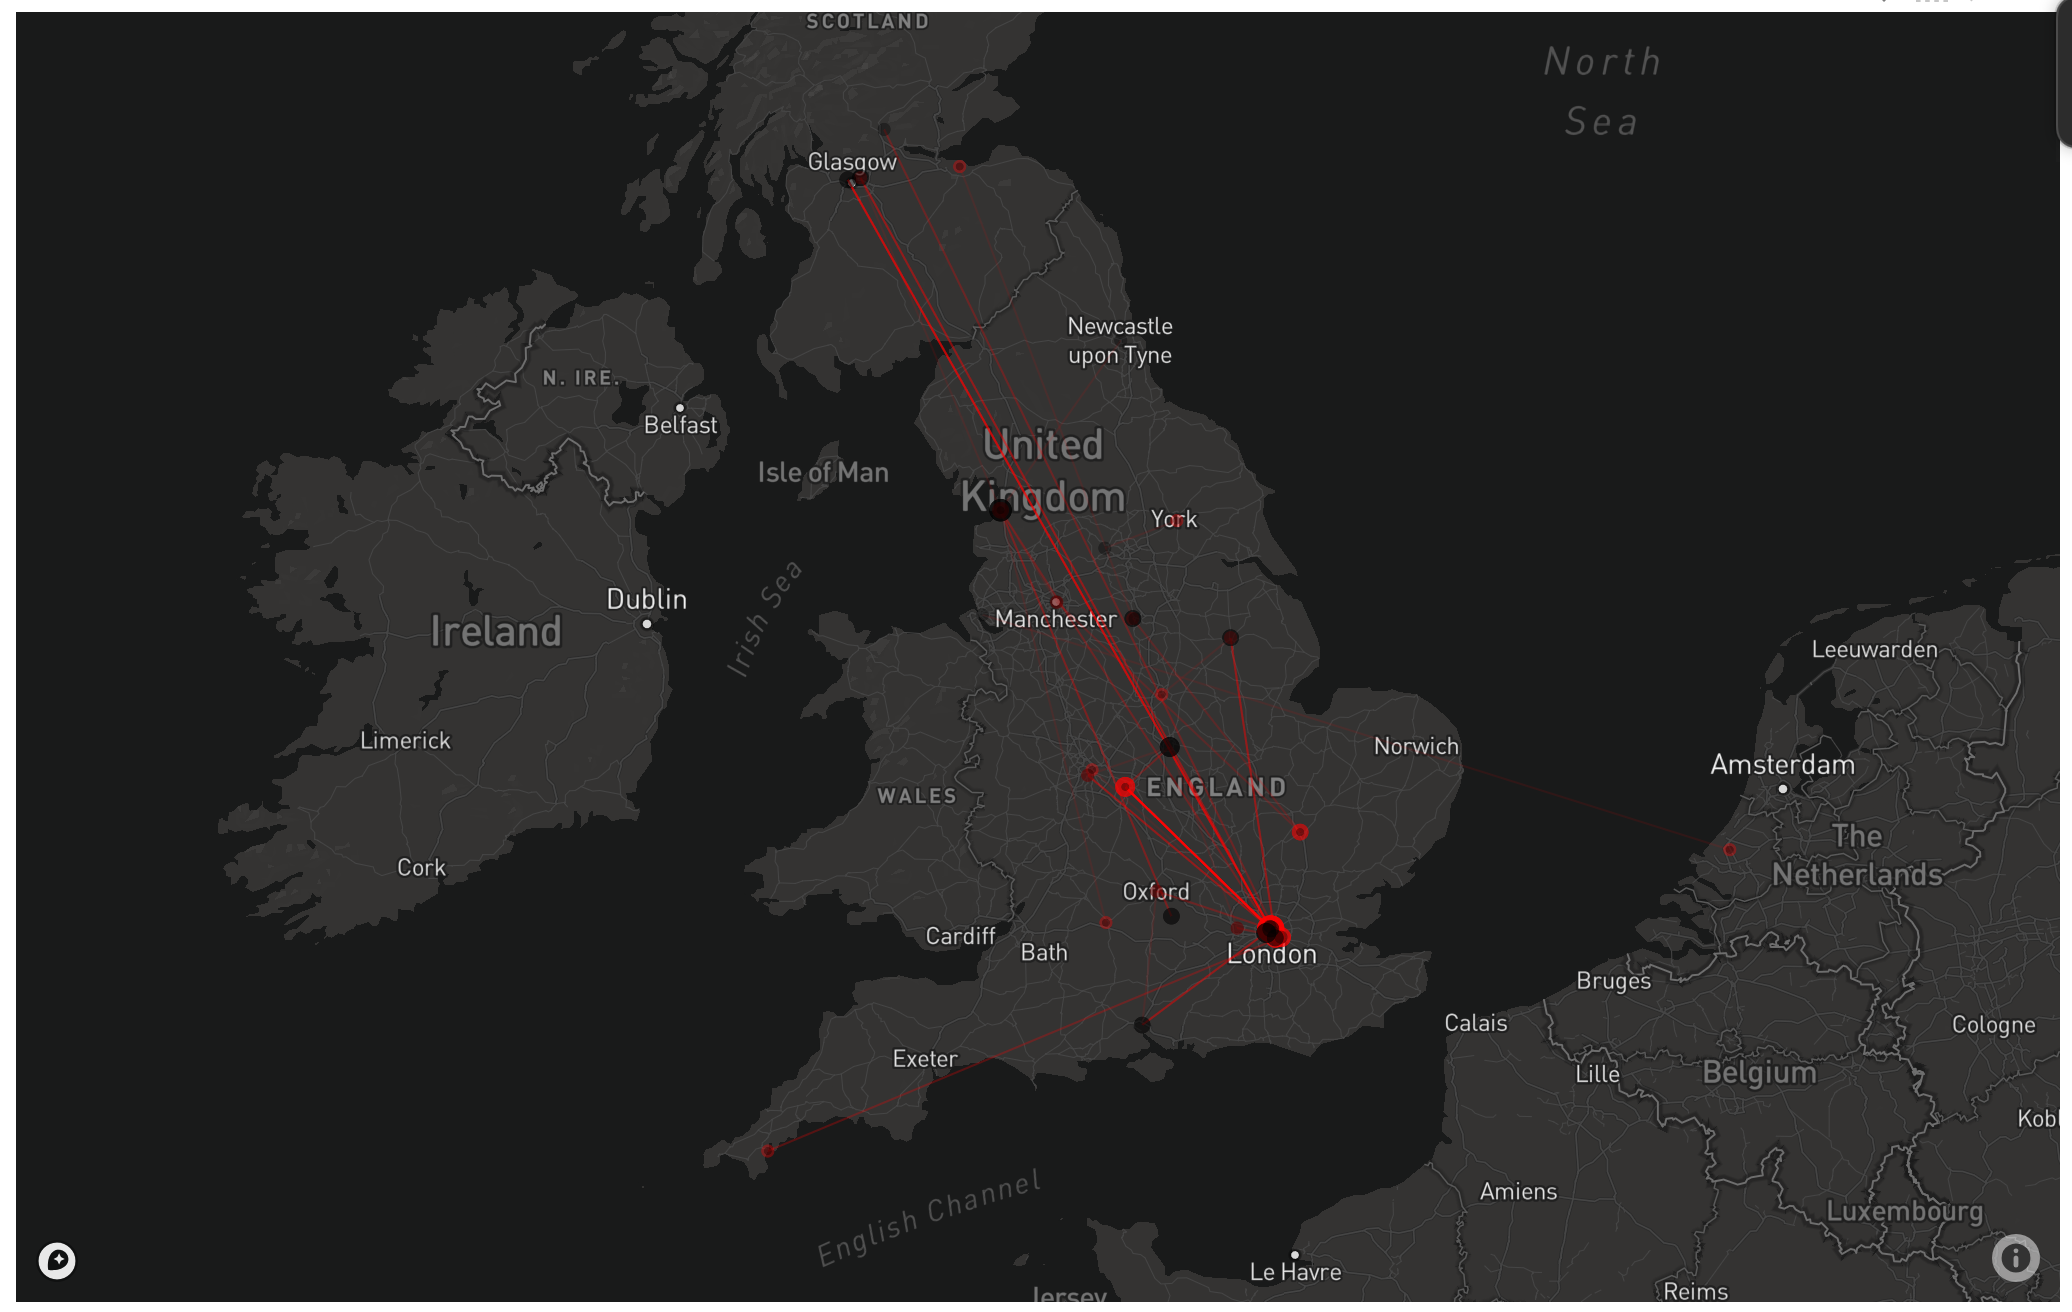 SCOTLAND
North
Sea
Glasgow
Newcastle
upon Tyne
N. IRE.
Belfast
United
Kingdom
Isle of Man
York
Dublin
Irish Sea
Manchester
Ireland
Leeuwarden
Limerick
Norwich
Amsterdam
ENGLAND
WALES
The
Netherlands
Cork
Oxford
Cardiff
Bath
London
Bruges
Calais
Cologne
Exeter
Lille
Belgium
English Channel
Amiens
Luxembourg
Le Havre
Reims
Jersey